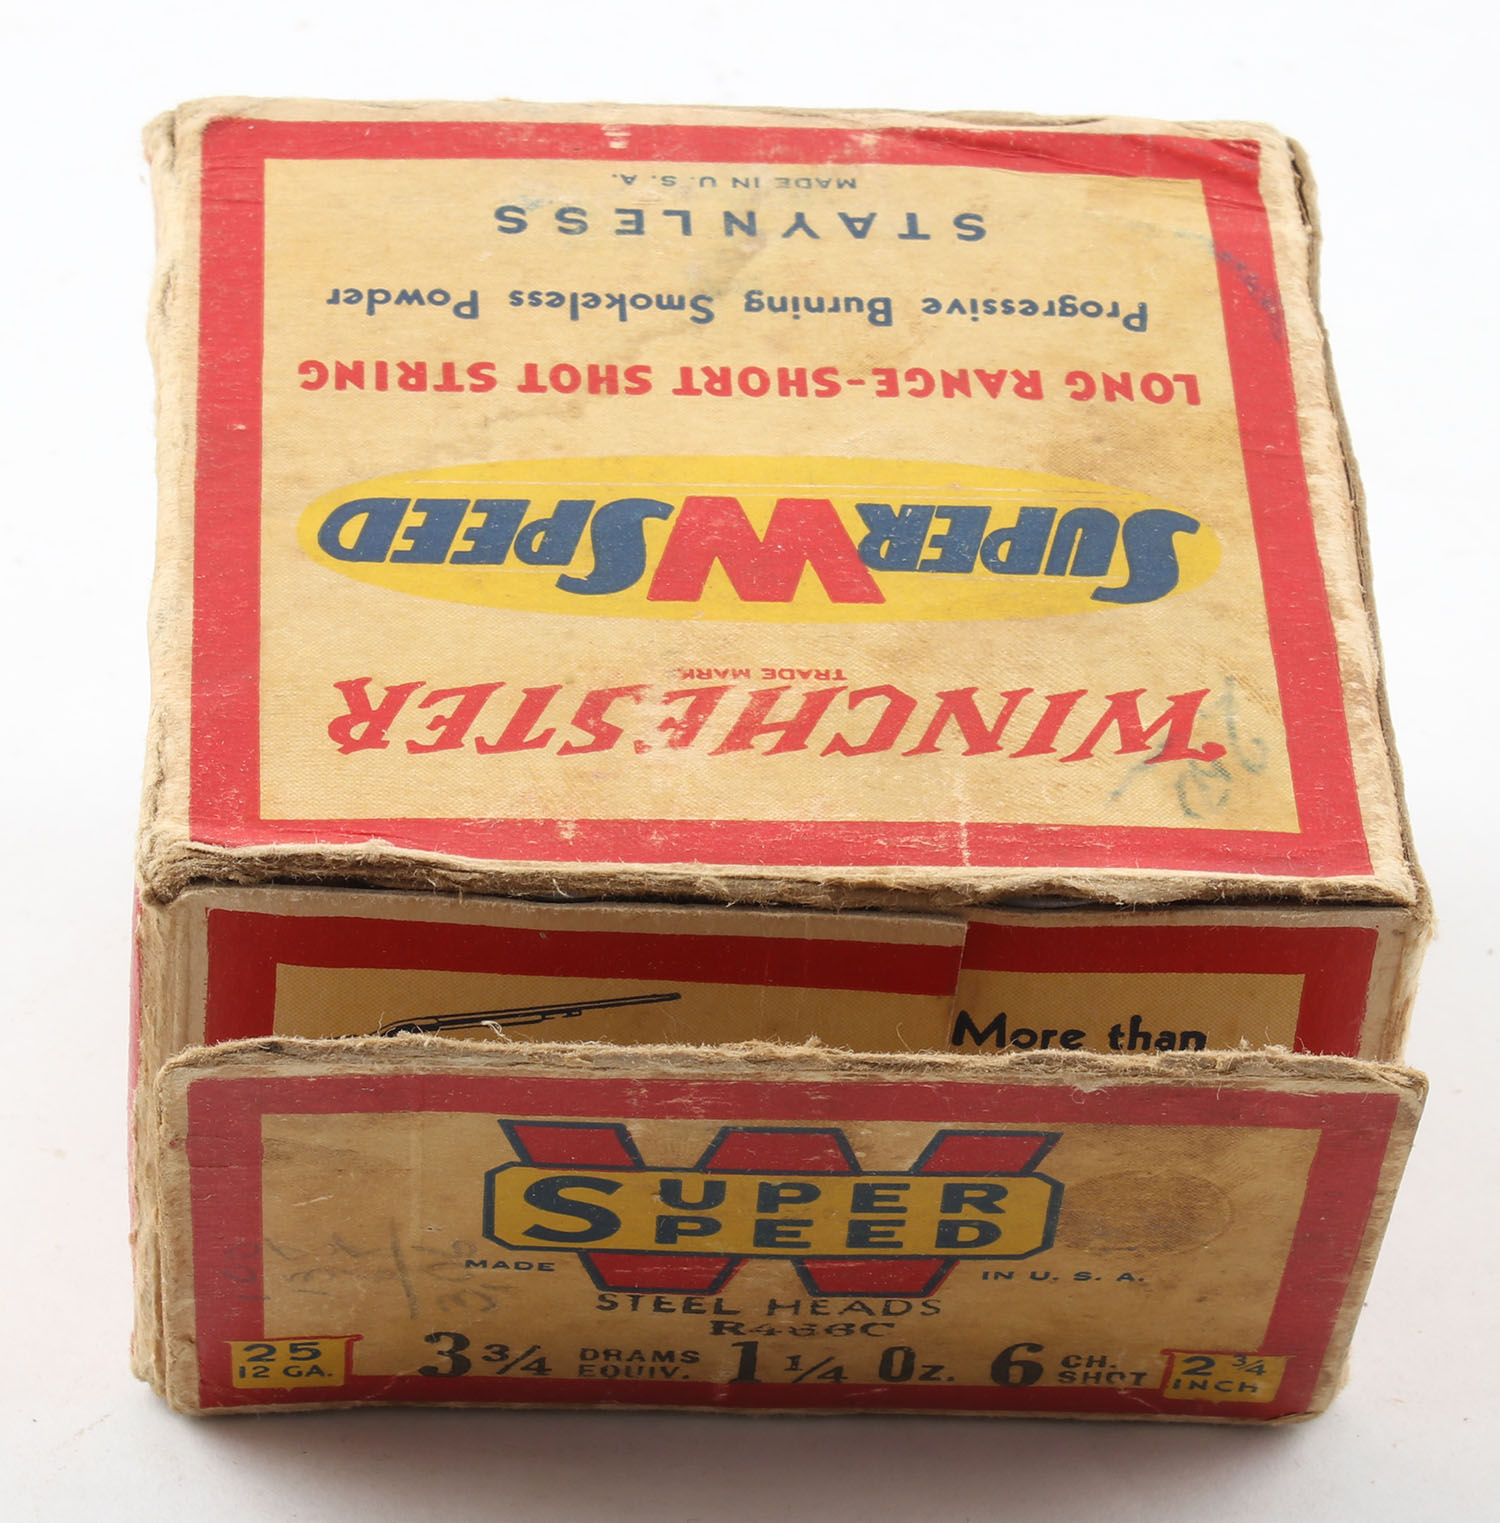 WINCHESTER
TRADE MARK
SUPER W SPEED
LONG RANGE-SHORT SHOT STRING
Progressive Burning Smokeless Powder
STAYNLESS
MADE IN U.S.A.
More than
W
SUPER
SPEED
MADE IN U.S.A.
STEEL HEADS
R466C
25
12 GA.
3 3/4 DRAMS EQUIV. 1 1/4 Oz. 6 CH. SHOT
2 3/4
INCH